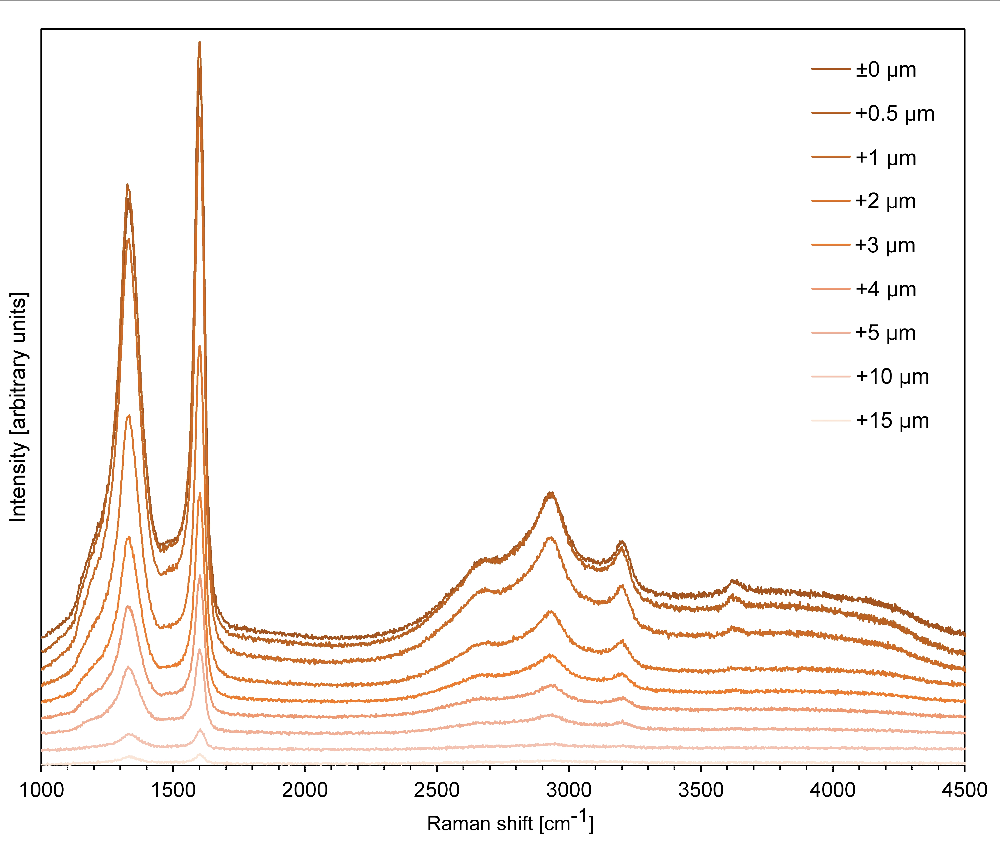 ±0 µm
+0.5 µm
+1 µm
+2 µm
+3 µm
+4 µm
+5 µm
+10 µm
+15 µm
Intensity [arbitrary units]
1000 1500 2000 2500 3000 3500 4000 4500
Raman shift [cm-1]